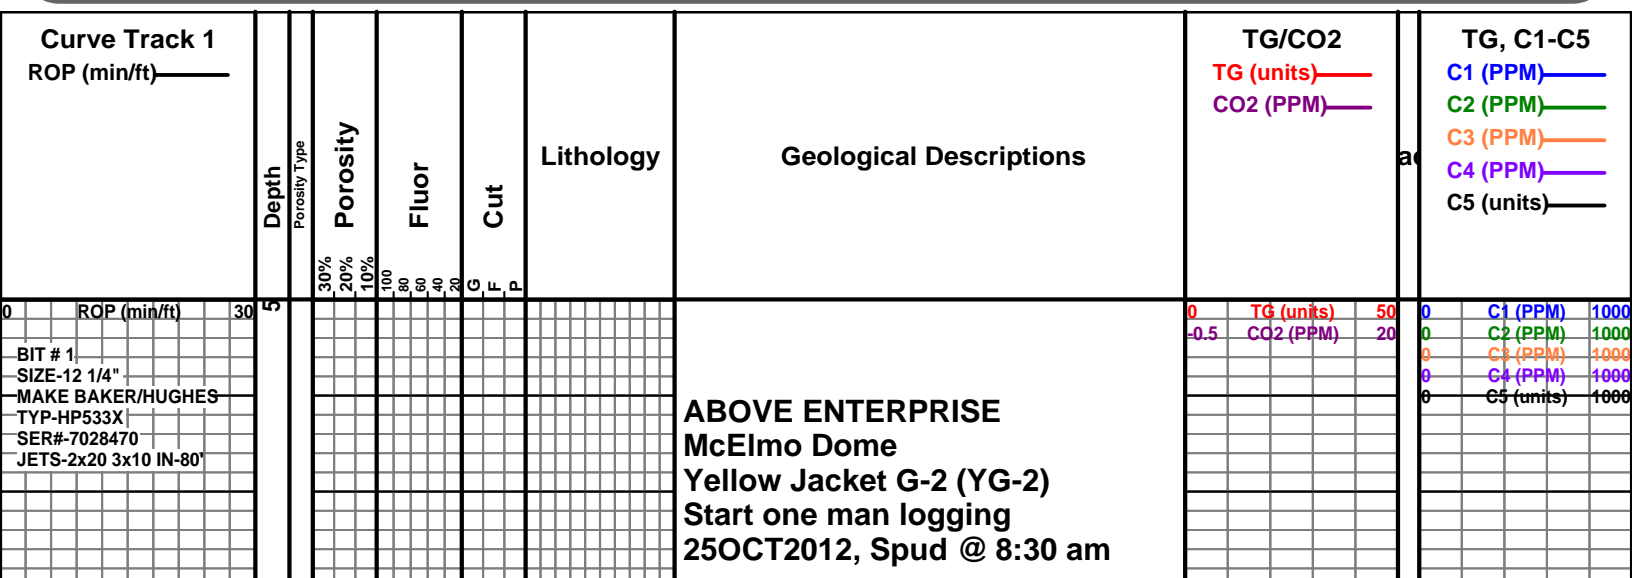 Curve Track 1
ROP (min/ft)
Depth
Porosity Type
Porosity
30% 20% 10%
Fluor
100 80 60 40 20
Cut
G F P
Lithology
Geological Descriptions
TG/CO2
TG (units)
CO2 (PPM)
TG, C1-C5
C1 (PPM)
C2 (PPM)
C3 (PPM)
C4 (PPM)
C5 (units)
0 ROP (min/ft) 30
5
0 TG (units) 50
-0.5 CO2 (PPM) 20
0 C1 (PPM) 1000
0 C2 (PPM) 1000
0 C3 (PPM) 1000
0 C4 (PPM) 1000
0 C5 (units) 1000
BIT # 1
SIZE-12 1/4"
MAKE BAKER/HUGHES
TYP-HP533X
SER#-7028470
JETS-2x20 3x10 IN-80'
ABOVE ENTERPRISE
McElmo Dome
Yellow Jacket G-2 (YG-2)
Start one man logging
25OCT2012, Spud @ 8:30 am